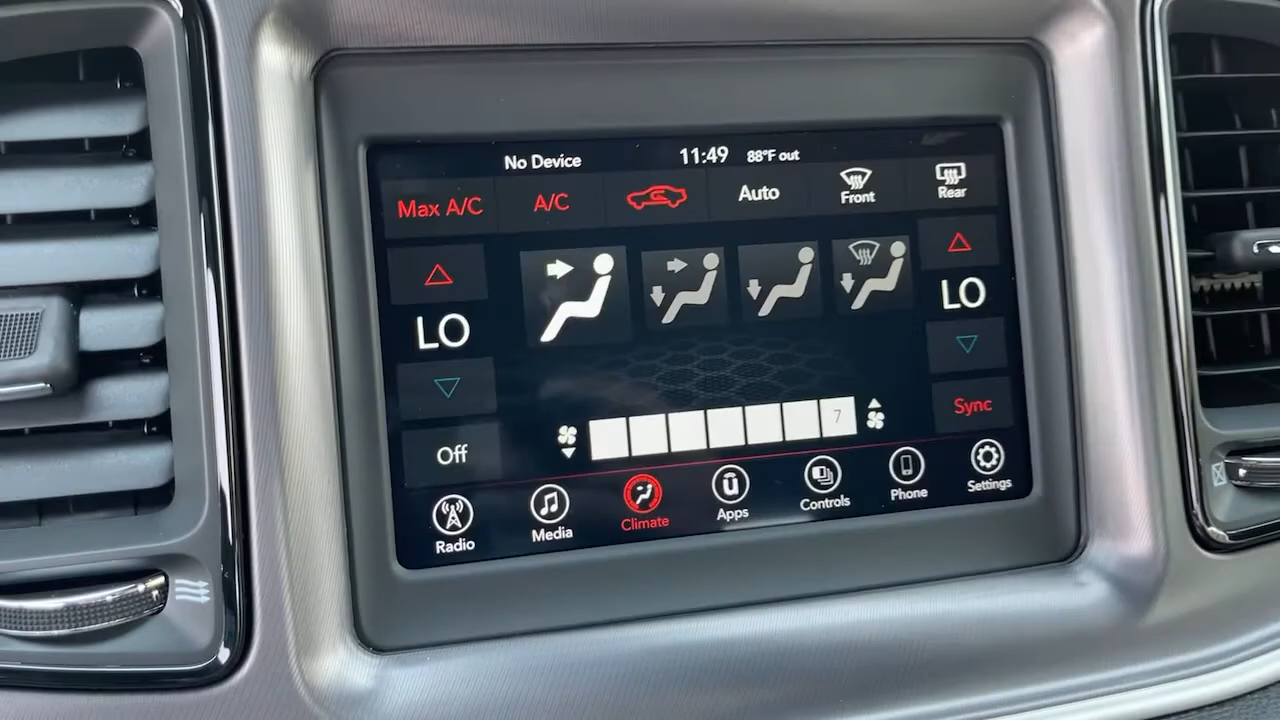 No Device 11:49 88°F out
Max A/C A/C Auto Front Rear
LO LO
7
Sync
Off
Radio Media Climate Apps Controls Phone Settings